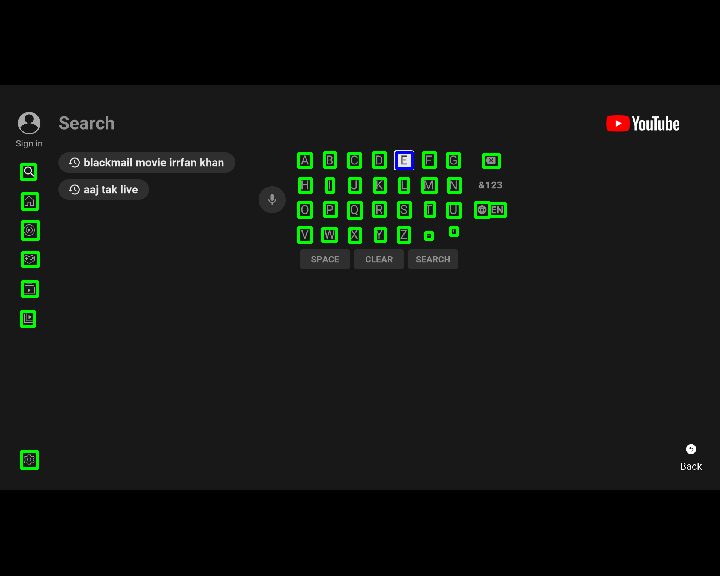 Search
YouTube
Sign in
blackmail movie irrfan khan
aaj tak live
A B C D E F G
H I J K L M N &123
O P Q R S T U EN
V W X Y Z - '
SPACE CLEAR SEARCH
Back